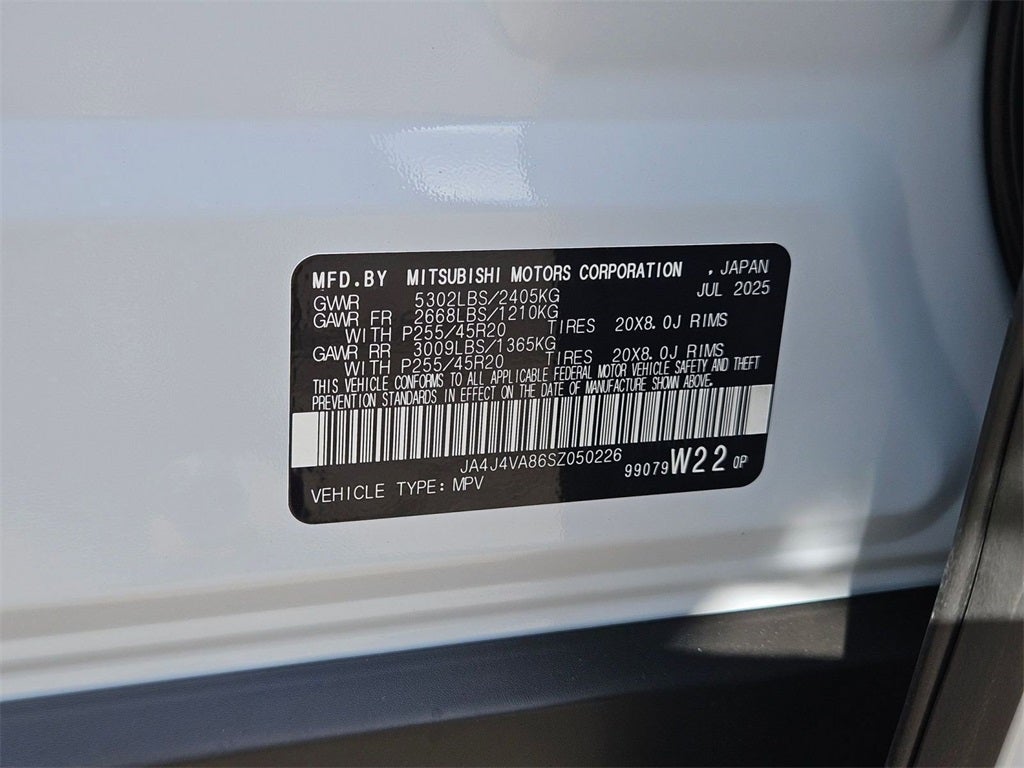 MFD.BY MITSUBISHI MOTORS CORPORATION , JAPAN
JUL 2025
GVWR 5302LBS/2405KG
GAWR FR 2668LBS/1210KG
WITH P255/45R20 TIRES 20X8.0J RIMS
GAWR RR 3009LBS/1365KG
WITH P255/45R20 TIRES 20X8.0J RIMS
THIS VEHICLE CONFORMS TO ALL APPLICABLE FEDERAL MOTOR VEHICLE SAFETY AND THEFT
PREVENTION STANDARDS IN EFFECT ON THE DATE OF MANUFACTURE SHOWN ABOVE.
JA4J4VA86SZ050226
99079 W22 0P
VEHICLE TYPE: MPV